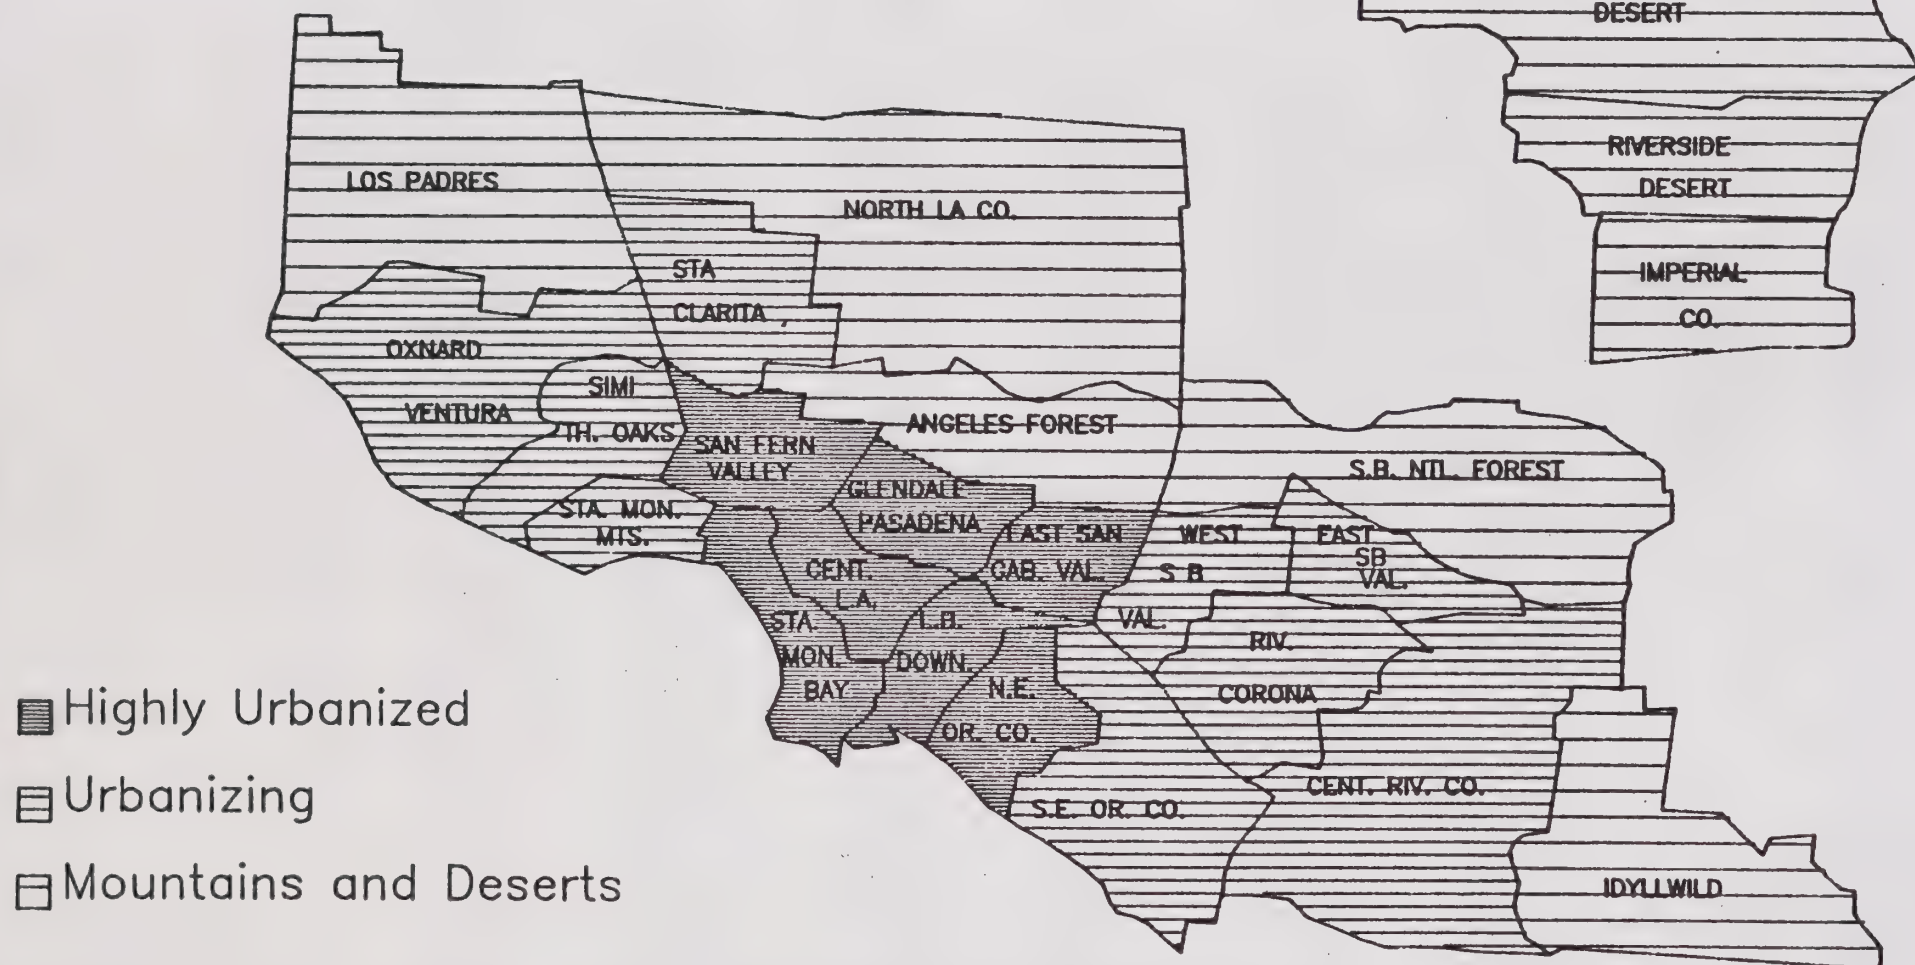 DESERT
RIVERSIDE
DESERT
IMPERIAL
CO.
LOS PADRES
NORTH LA CO.
STA
CLARITA
OXNARD
VENTURA
SIMI
TH. OAKS
SAN FERN
VALLEY
ANGELES FOREST
S.B. NTL. FOREST
GLENDALE
PASADENA
STA. MON.
MTS.
EAST SAN
GAB. VAL.
WEST
S B
VAL.
EAST
SB
VAL.
CENT.
L.A.
STA.
MON.
BAY
L.B.
DOWN.
N.E.
OR. CO.
RIV.
CORONA
S.E. OR. CO.
CENT. RIV. CO.
IDYLLWILD
Highly Urbanized
Urbanizing
Mountains and Deserts